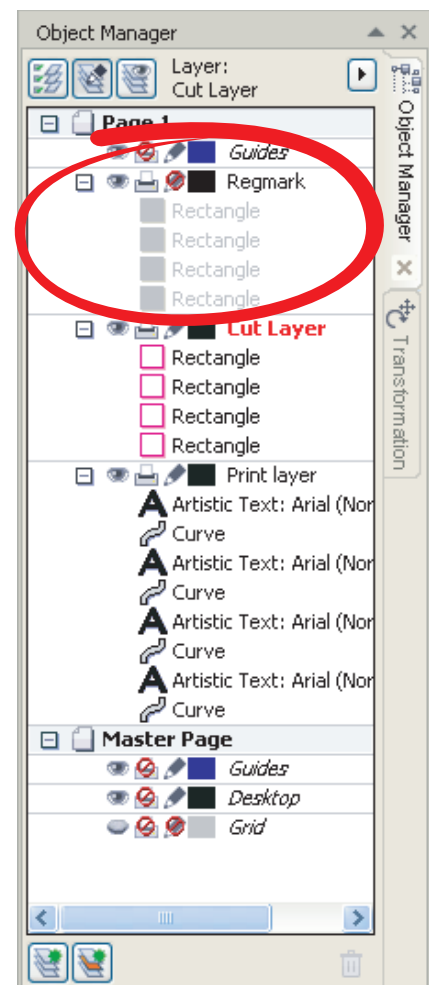 Object Manager
Layer:
Cut Layer
Page 1
Guides
Regmark
Rectangle
Rectangle
Rectangle
Rectangle
Cut Layer
Rectangle
Rectangle
Rectangle
Rectangle
Print layer
Artistic Text: Arial (Nor
Curve
Artistic Text: Arial (Nor
Curve
Artistic Text: Arial (Nor
Curve
Artistic Text: Arial (Nor
Curve
Master Page
Guides
Desktop
Grid
Object Manager
Transformation